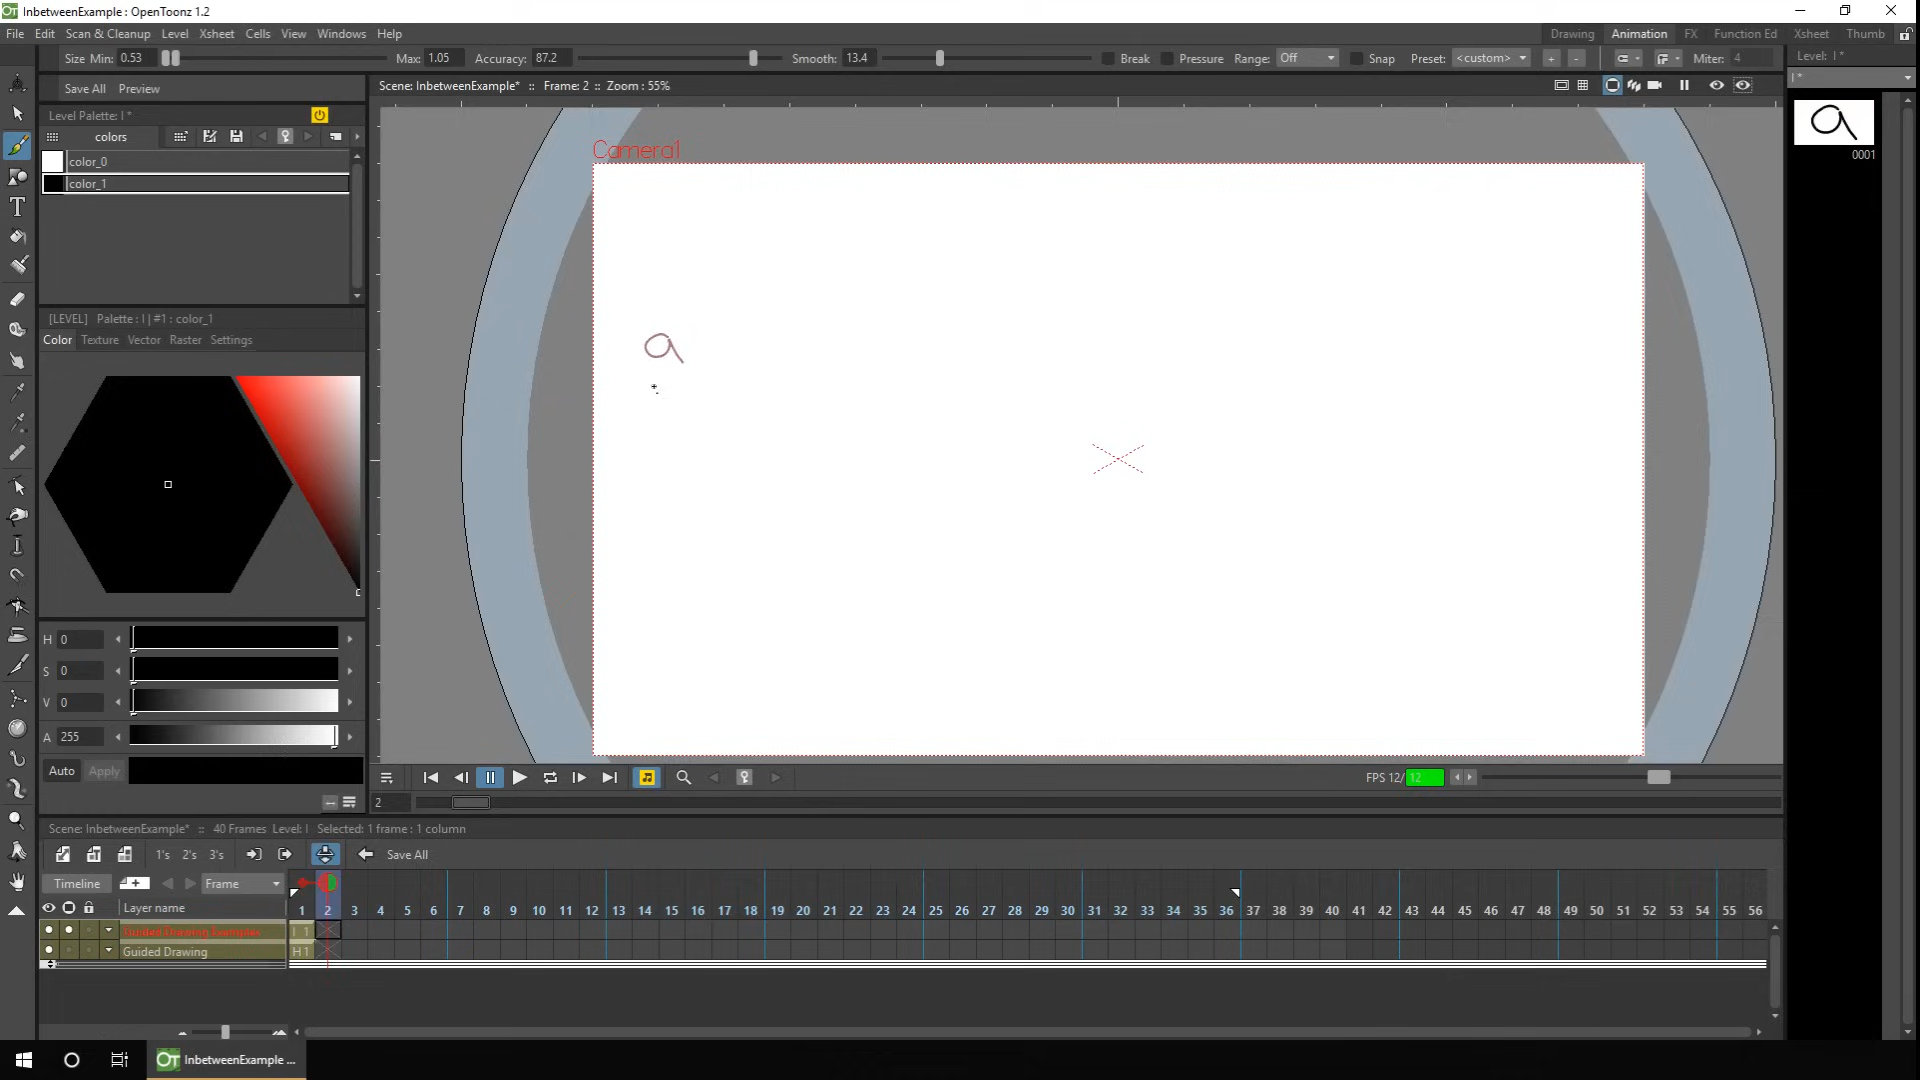 InbetweenExample : OpenToonz 1.2
File Edit Scan & Cleanup Level Xsheet Cells View Windows Help
Drawing Animation FX Function Ed Xsheet Thumb
Size Min: 0.53 Max: 1.05 Accuracy: 87.2 Smooth: 13.4 Break Pressure Range: Off Snap Preset: <custom> + - Miter: 4
Level: I *
I *
0001
Save All Preview
Scene: InbetweenExample* :: Frame: 2 :: Zoom : 55%
Level Palette: I *
colors
color_0
color_1
[LEVEL] Palette : I | #1 : color_1
Color Texture Vector Raster Settings
H 0
S 0
V 0
A 255
Auto Apply
Camera1
a
a
FPS 12/ 12
2
Scene: InbetweenExample* :: 40 Frames Level: I Selected: 1 frame : 1 column
1's 2's 3's Save All
Timeline Frame
Layer name
1 2 3 4 5 6 7 8 9 10 11 12 13 14 15 16 17 18 19 20 21 22 23 24 25 26 27 28 29 30 31 32 33 34 35 36 37 38 39 40 41 42 43 44 45 46 47 48 49 50 51 52 53 54 55 56
Guided Drawing Examples I 1
Guided Drawing H 1
InbetweenExample ...